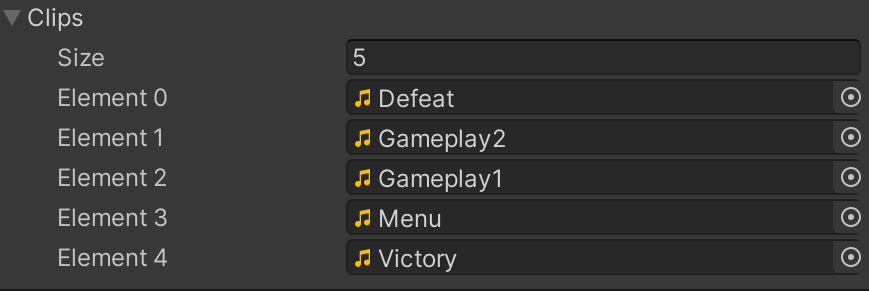 Clips
Size 5
Element 0 Defeat
Element 1 Gameplay2
Element 2 Gameplay1
Element 3 Menu
Element 4 Victory